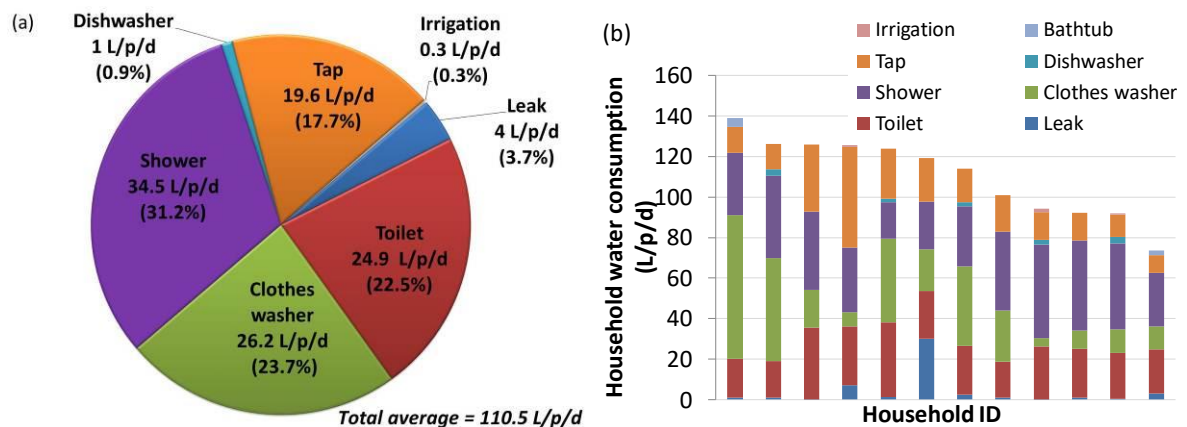 (a)
Dishwasher
1 L/p/d
(0.9%)
Irrigation
0.3 L/p/d
(0.3%)
Tap
19.6 L/p/d
(17.7%)
Leak
4 L/p/d
(3.7%)
Shower
34.5 L/p/d
(31.2%)
Toilet
24.9 L/p/d
(22.5%)
Clothes
washer
26.2 L/p/d
(23.7%)
Total average = 110.5 L/p/d
(b)
Irrigation
Bathtub
Tap
Dishwasher
Shower
Clothes washer
Toilet
Leak
Household water consumption
(L/p/d)
160
140
120
100
80
60
40
20
0
Household ID